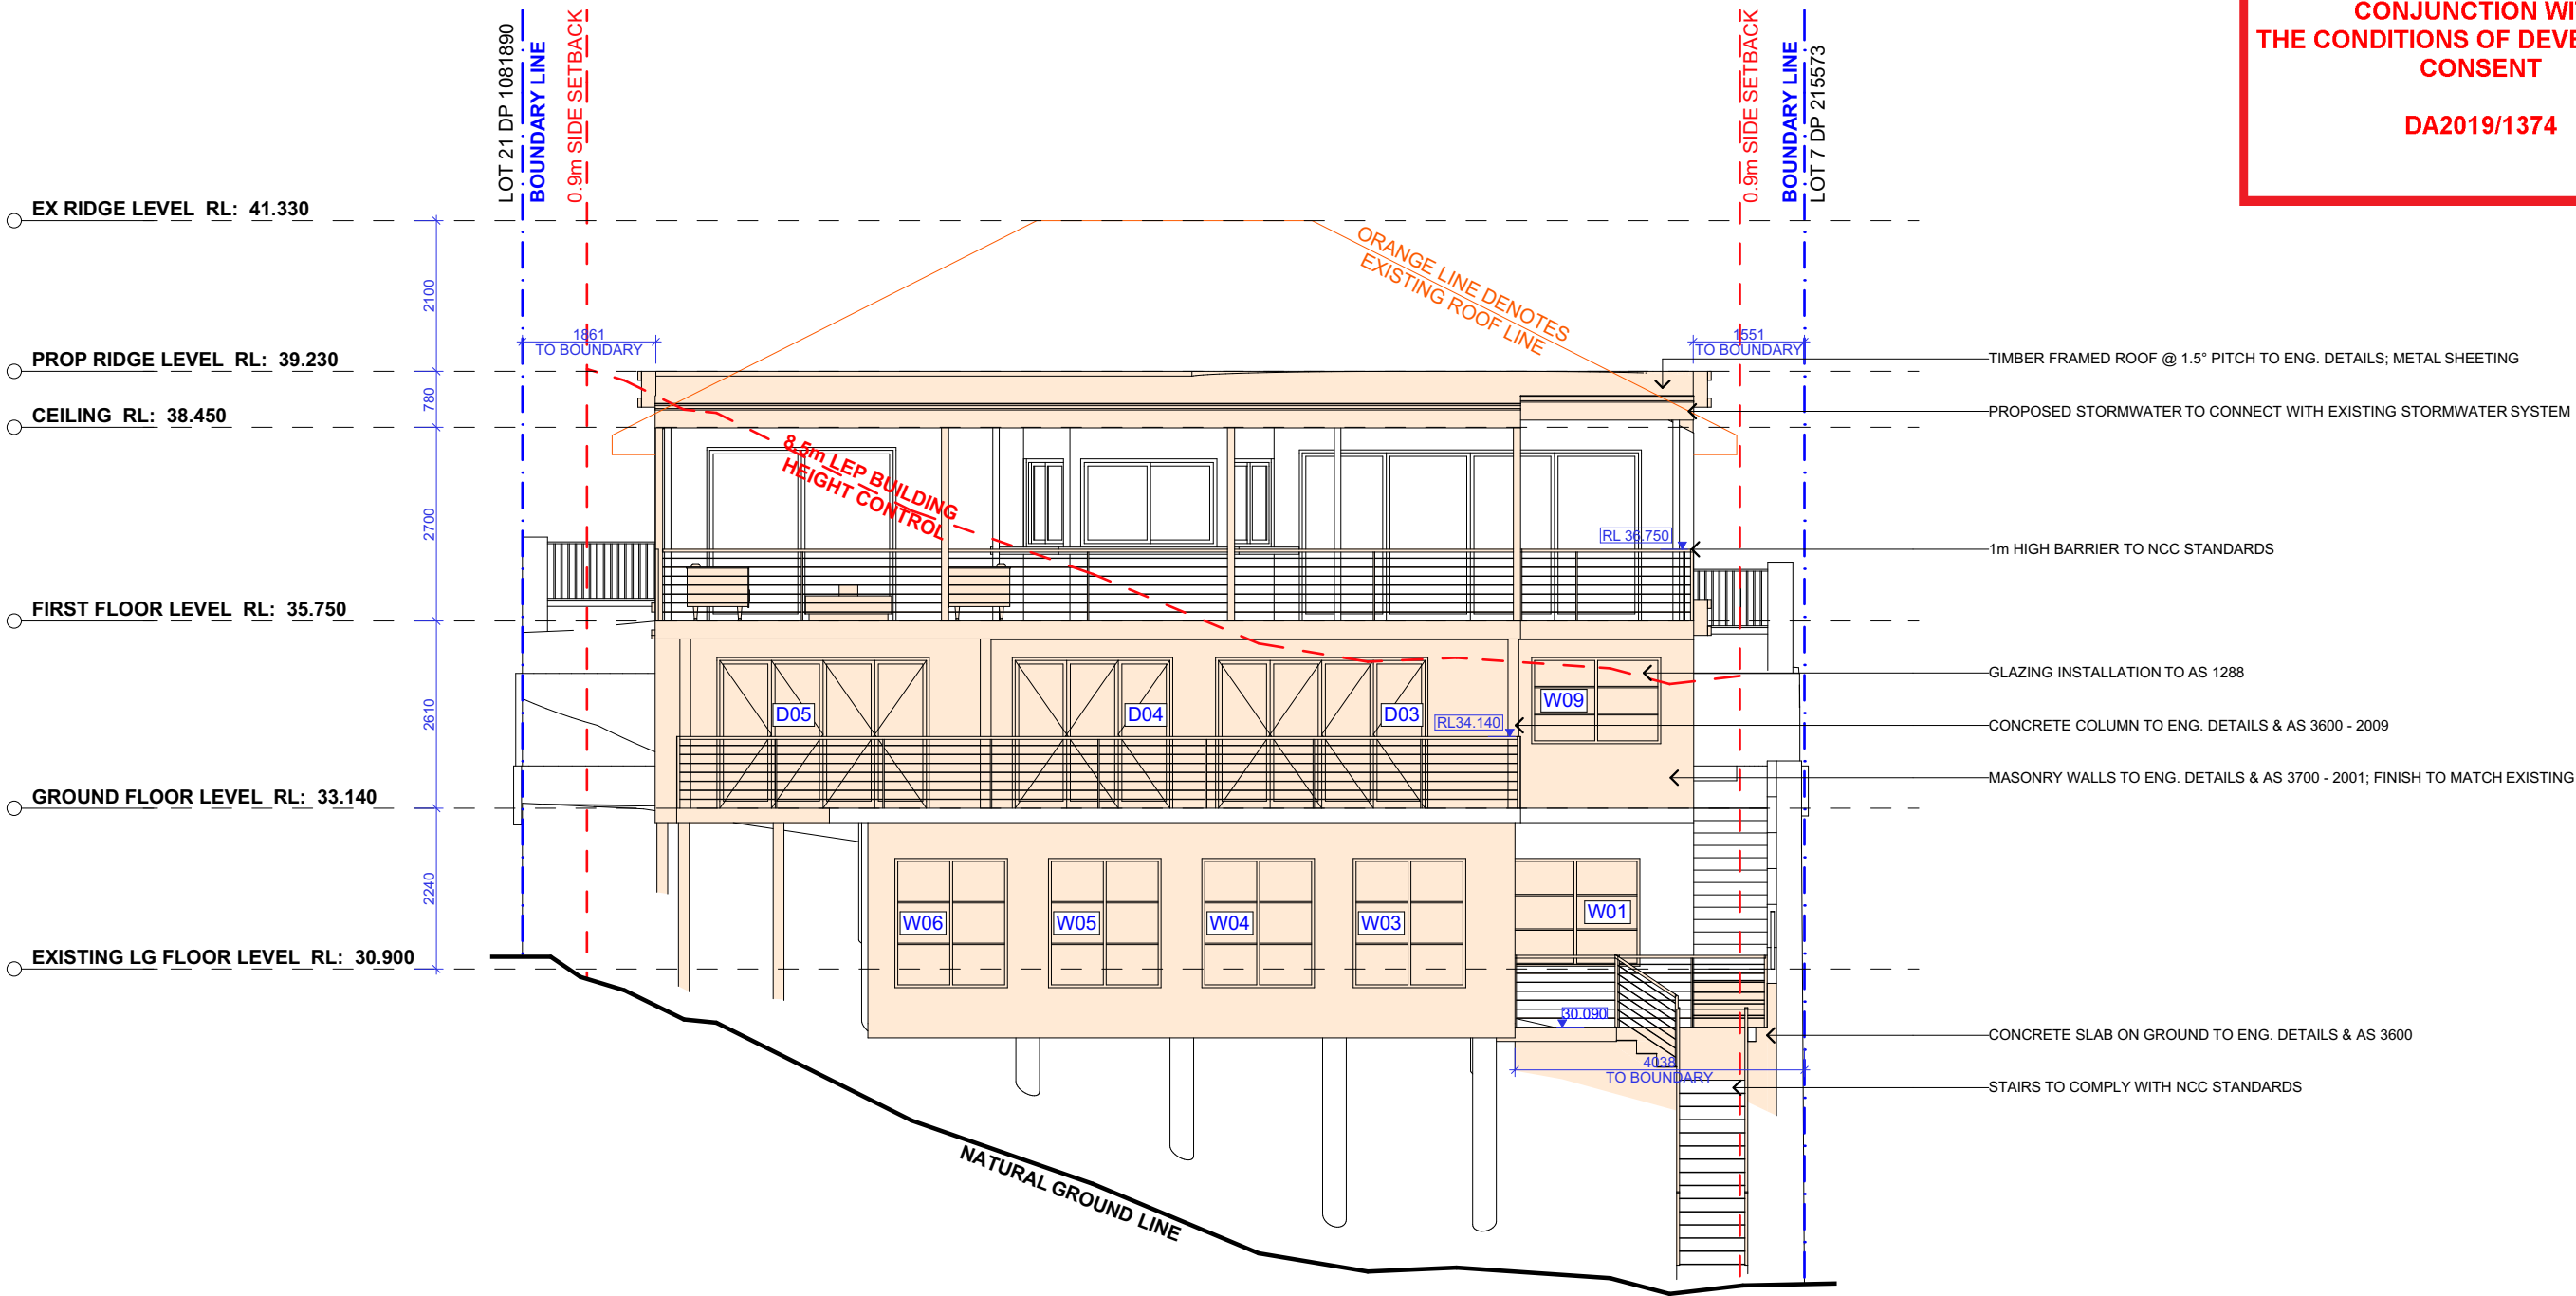 CONJUNCTION WIT
THE CONDITIONS OF DEVE
CONSENT
DA2019/1374
LOT 21 DP 1081890
BOUNDARY LINE
0.9m SIDE SETBACK
0.9m SIDE SETBACK
BOUNDARY LINE
LOT 7 DP 215573
EX RIDGE LEVEL RL: 41.330
2100
ORANGE LINE DENOTES
EXISTING ROOF LINE
1861
TO BOUNDARY
1551
TO BOUNDARY
PROP RIDGE LEVEL RL: 39.230
TIMBER FRAMED ROOF @ 1.5° PITCH TO ENG. DETAILS; METAL SHEETING
780
CEILING RL: 38.450
PROPOSED STORMWATER TO CONNECT WITH EXISTING STORMWATER SYSTEM
8.5m LEP BUILDING
HEIGHT CONTROL
2700
RL 36.750
1m HIGH BARRIER TO NCC STANDARDS
FIRST FLOOR LEVEL RL: 35.750
GLAZING INSTALLATION TO AS 1288
2610
D05
D04
D03
W09
RL34.140
CONCRETE COLUMN TO ENG. DETAILS & AS 3600 - 2009
MASONRY WALLS TO ENG. DETAILS & AS 3700 - 2001; FINISH TO MATCH EXISTING
GROUND FLOOR LEVEL RL: 33.140
2240
W06
W05
W04
W03
W01
EXISTING LG FLOOR LEVEL RL: 30.900
30.090
CONCRETE SLAB ON GROUND TO ENG. DETAILS & AS 3600
4038
TO BOUNDARY
STAIRS TO COMPLY WITH NCC STANDARDS
NATURAL GROUND LINE